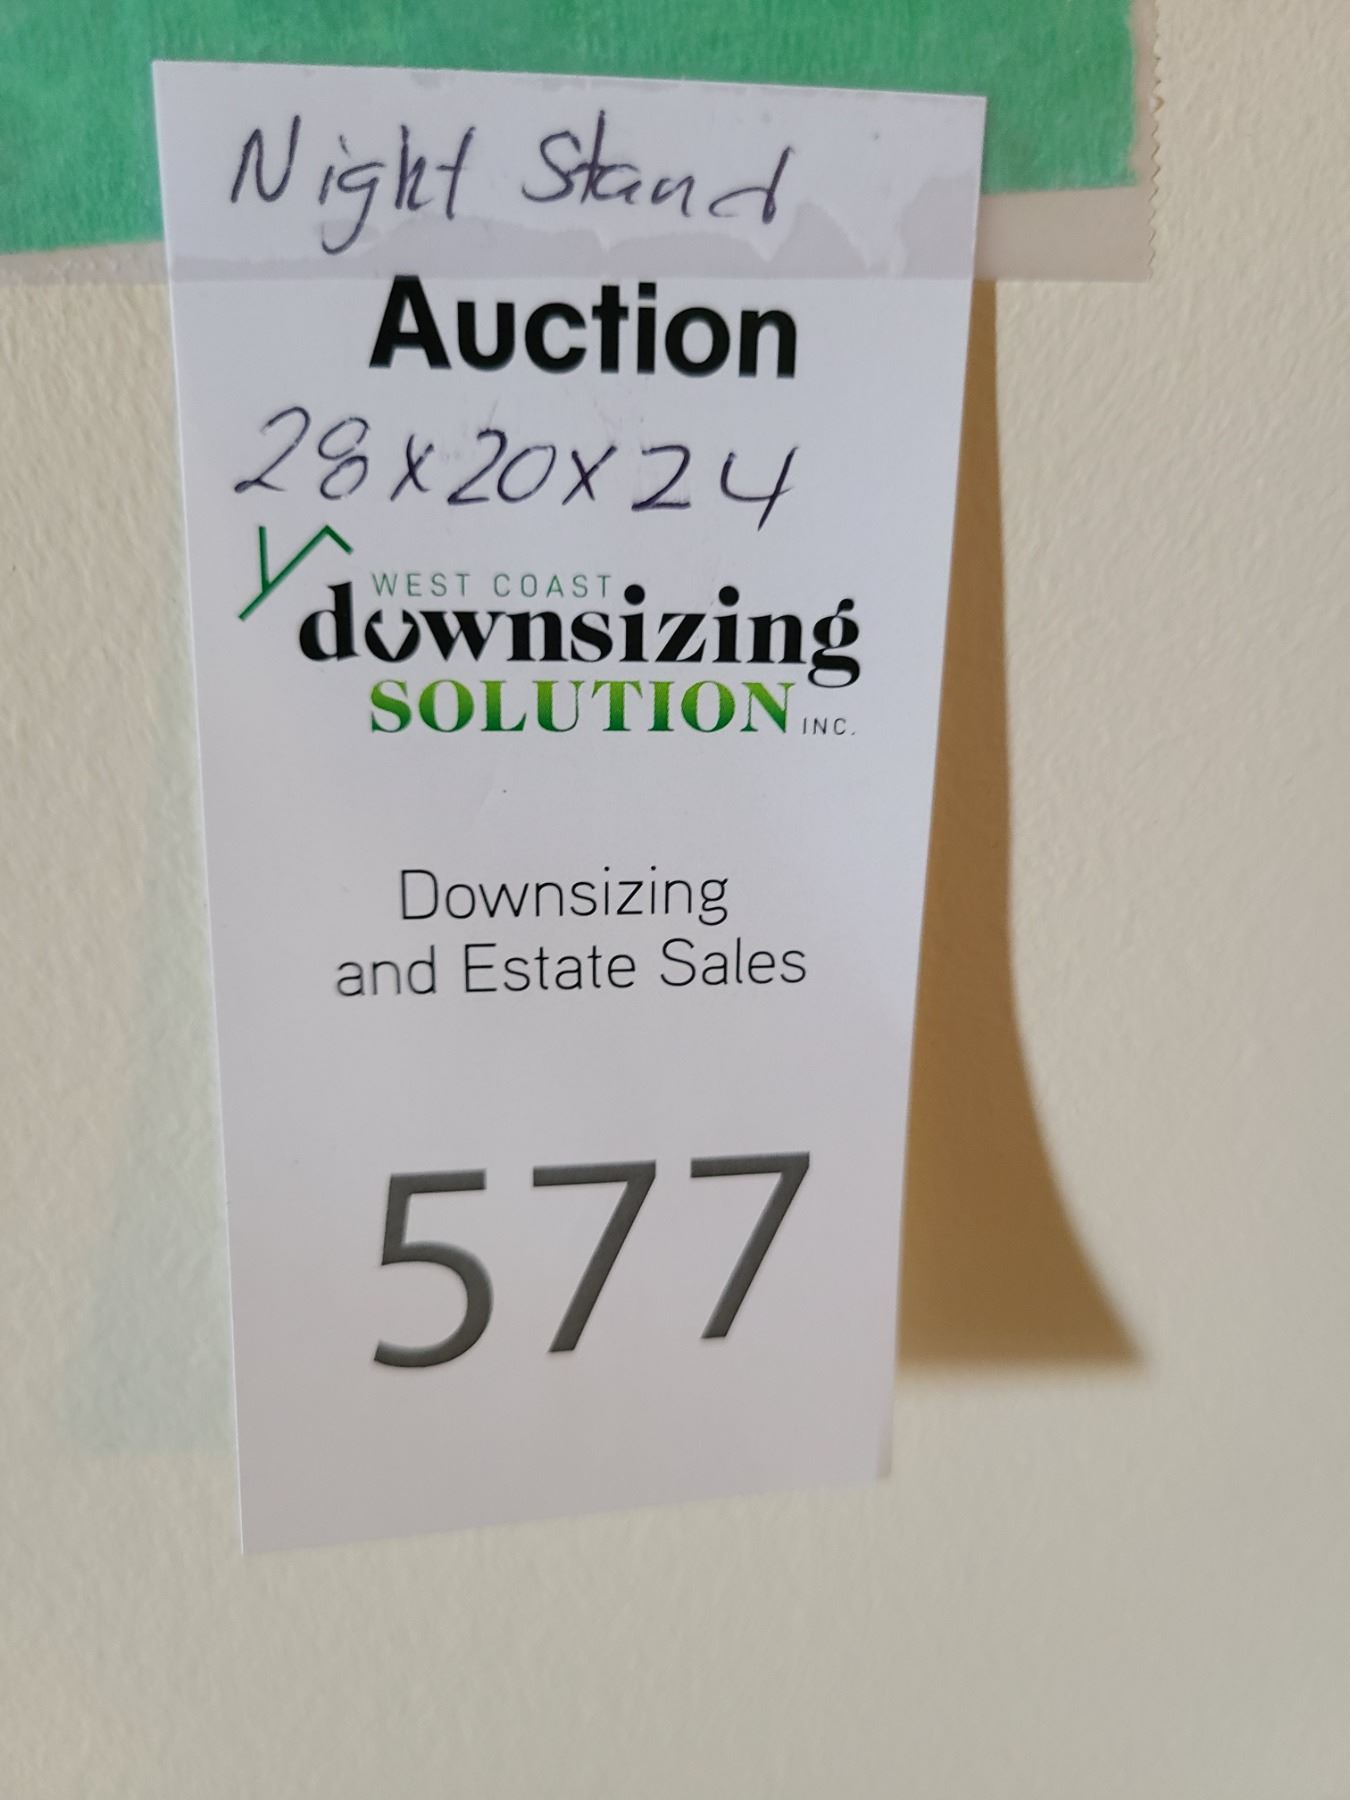 Night Stand
Auction
28x20x24
WEST COAST
downsizing
SOLUTION INC.
Downsizing
and Estate Sales
577